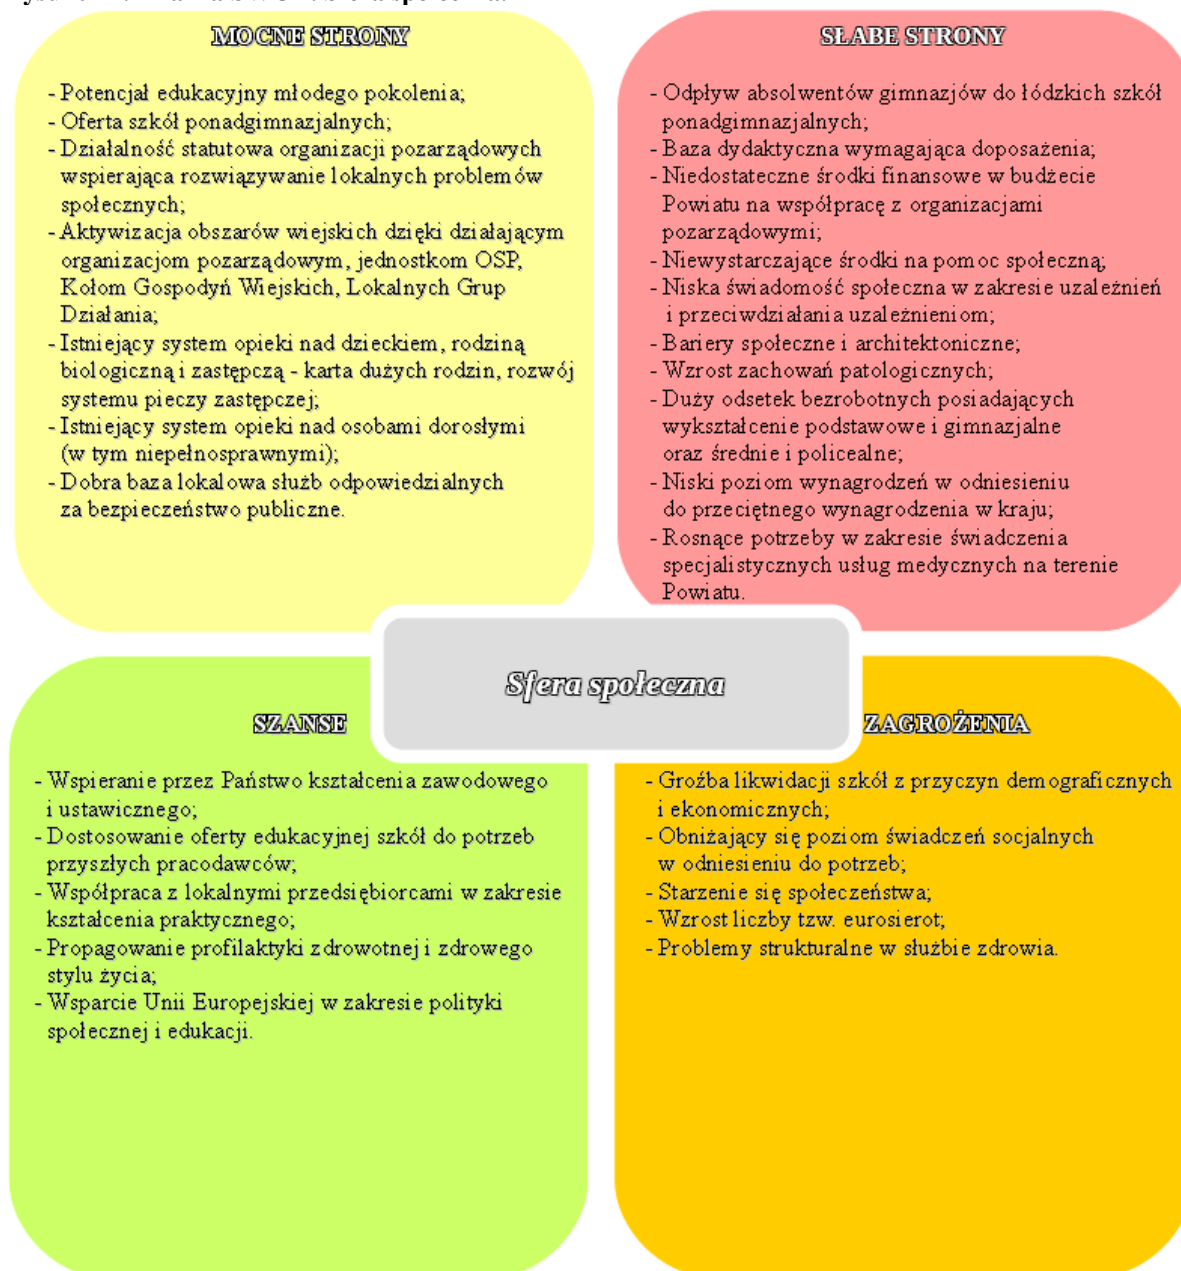 MOCNE STRONY
- Potencjał edukacyjny młodego pokolenia;
- Oferta szkół ponadgimnazjalnych;
- Działalność statutowa organizacji pozarządowych
wspierająca rozwiązywanie lokalnych problemów
społecznych;
- Aktywizacja obszarów wiejskich dzięki działającym
organizacjom pozarządowym, jednostkom OSP,
Kołom Gospodyń Wiejskich, Lokalnych Grup
Działania;
- Istniejący system opieki nad dzieckiem, rodziną
biologiczną i zastępczą - karta dużych rodzin, rozwój
systemu pieczy zastępczej;
- Istniejący system opieki nad osobami dorosłymi
(w tym niepełnosprawnymi);
- Dobra baza lokalowa służb odpowiedzialnych
za bezpieczeństwo publiczne.
SŁABE STRONY
- Odpływ absolwentów gimnazjów do łódzkich szkół
ponadgimnazjalnych;
- Baza dydaktyczna wymagająca doposażenia;
- Niedostateczne środki finansowe w budżecie
Powiatu na współpracę z organizacjami
pozarządowymi;
- Niewystarczające środki na pomoc społeczną;
- Niska świadomość społeczna w zakresie uzależnień
i przeciwdziałania uzależnieniom;
- Bariery społeczne i architektoniczne;
- Wzrost zachowań patologicznych;
- Duży odsetek bezrobotnych posiadających
wykształcenie podstawowe i gimnazjalne
oraz średnie i policealne;
- Niski poziom wynagrodzeń w odniesieniu
do przeciętnego wynagrodzenia w kraju;
- Rosnące potrzeby w zakresie świadczenia
specjalistycznych usług medycznych na terenie
Powiatu.
Sfera społeczna
SZANSE
- Wspieranie przez Państwo kształcenia zawodowego
i ustawicznego;
- Dostosowanie oferty edukacyjnej szkół do potrzeb
przyszłych pracodawców;
- Współpraca z lokalnymi przedsiębiorcami w zakresie
kształcenia praktycznego;
- Propagowanie profilaktyki zdrowotnej i zdrowego
stylu życia;
- Wsparcie Unii Europejskiej w zakresie polityki
społecznej i edukacji.
ZAGROŻENIA
- Groźba likwidacji szkół z przyczyn demograficznych
i ekonomicznych;
- Obniżający się poziom świadczeń socjalnych
w odniesieniu do potrzeb;
- Starzenie się społeczeństwa;
- Wzrost liczby tzw. eurosierot;
- Problemy strukturalne w służbie zdrowia.